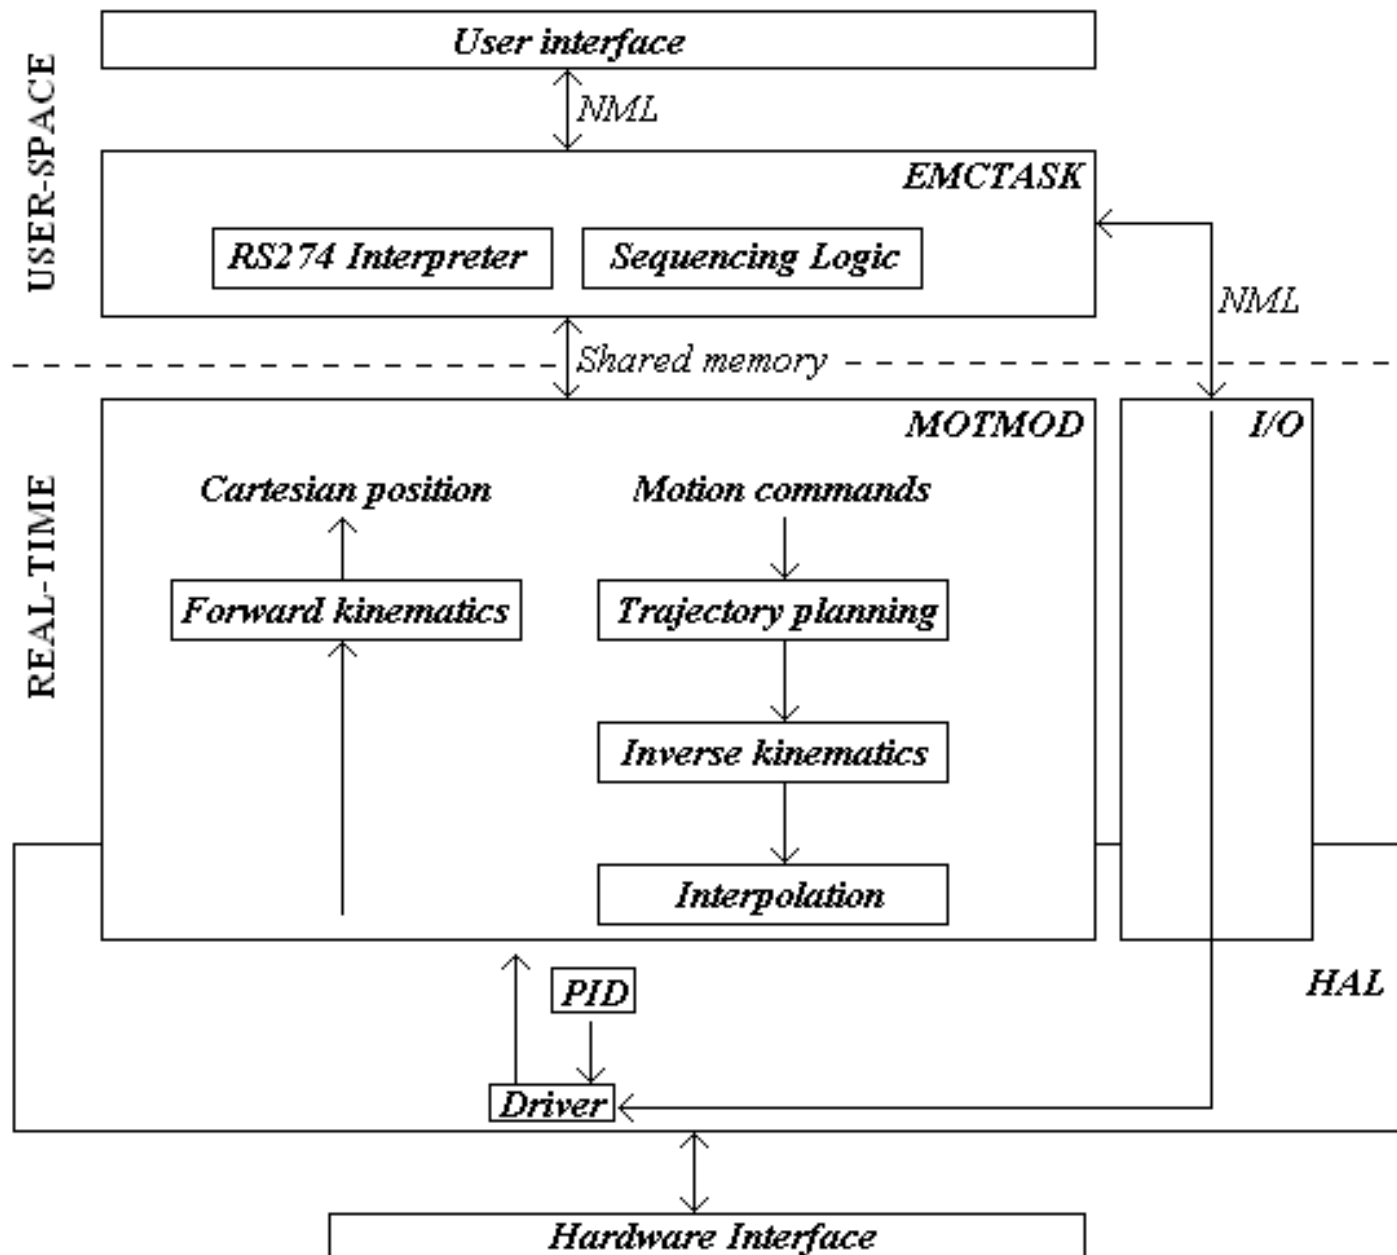 User interface
USER-SPACE
NML
EMCTASK
RS274 Interpreter
Sequencing Logic
NML
Shared memory
MOTMOD
I/O
REAL-TIME
Cartesian position
Motion commands
Forward kinematics
Trajectory planning
Inverse kinematics
Interpolation
PID
HAL
Driver
Hardware Interface